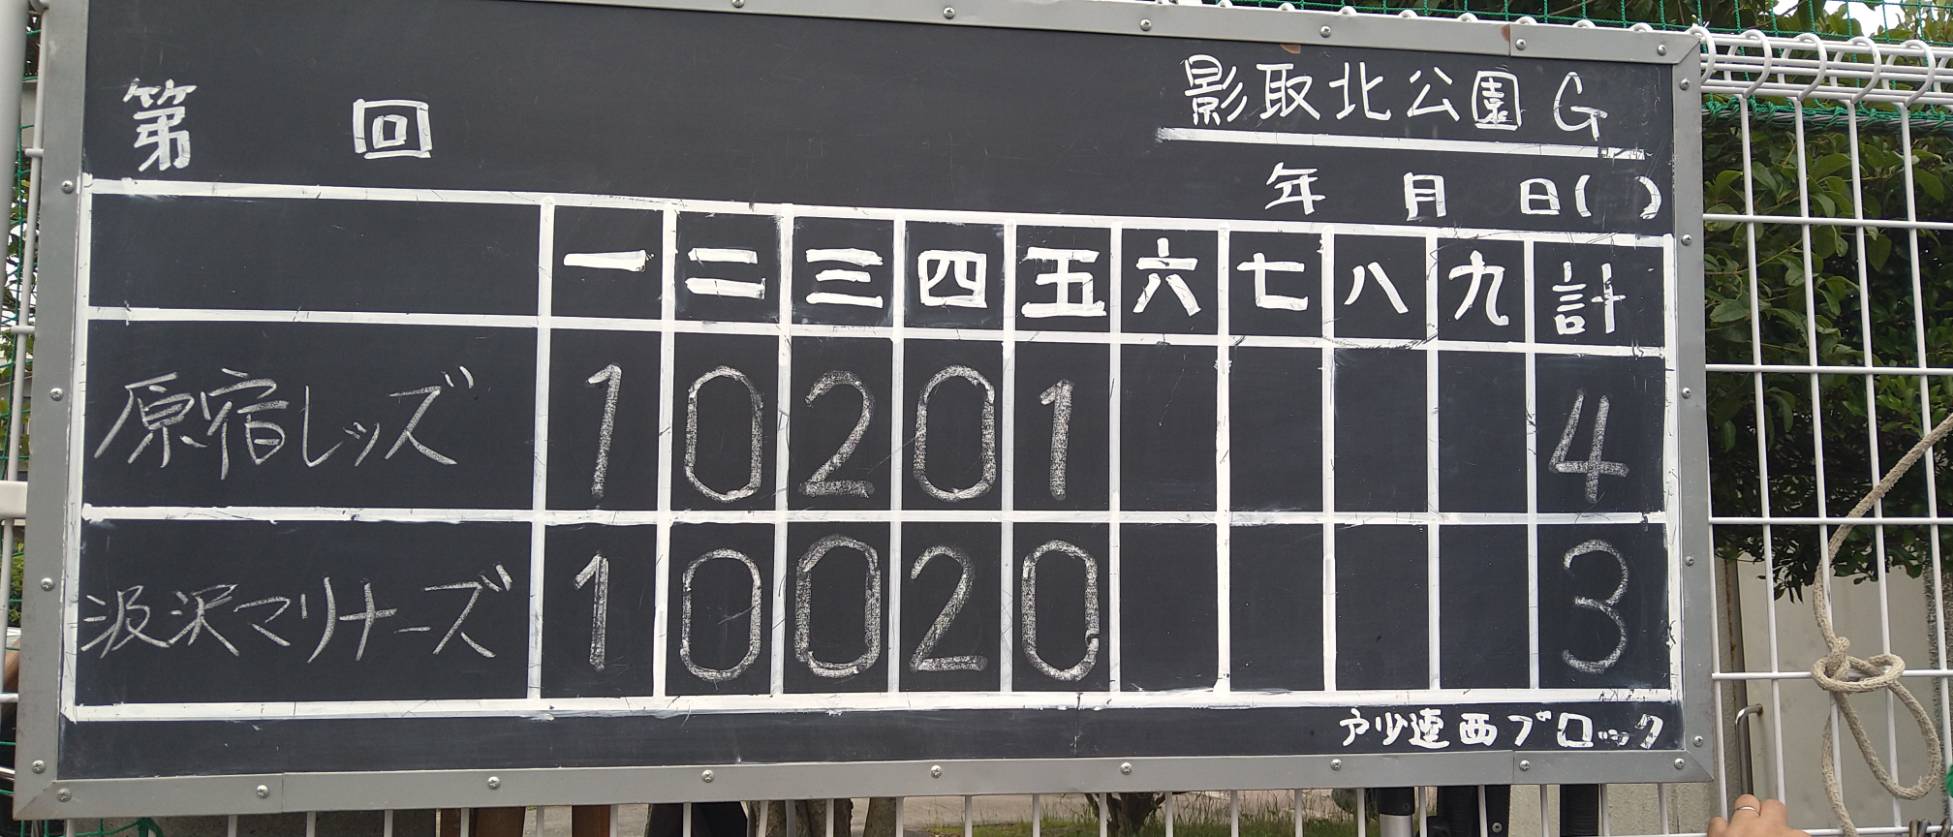 影取北公園 G
第 回
年 月 日( )
一 二 三 四 五 六 七 八 九 計
原宿レッズ 1 0 2 0 1 4
汲沢マリナーズ 1 0 0 2 0 3
戸少連西ブロック